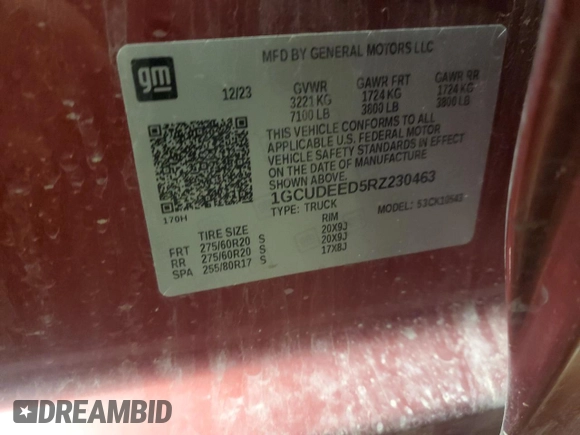 gm
MFD BY GENERAL MOTORS LLC
12/23 GVWR GAWR FRT GAWR RR
3221 KG 1724 KG 1724 KG
7100 LB 3800 LB 3800 LB
THIS VEHICLE CONFORMS TO ALL
APPLICABLE U.S. FEDERAL MOTOR
VEHICLE SAFETY STANDARDS IN EFFECT
ON THE DATE OF MANUFACTURE
SHOWN ABOVE.
1GCUDEED5RZ230463
TYPE: TRUCK MODEL:
170H
TIRE SIZE RIM
FRT 275/60R20 S 20X9J
RR 275/60R20 S 20X9J
SPA 255/80R17 S 17X8J
DREAMBID